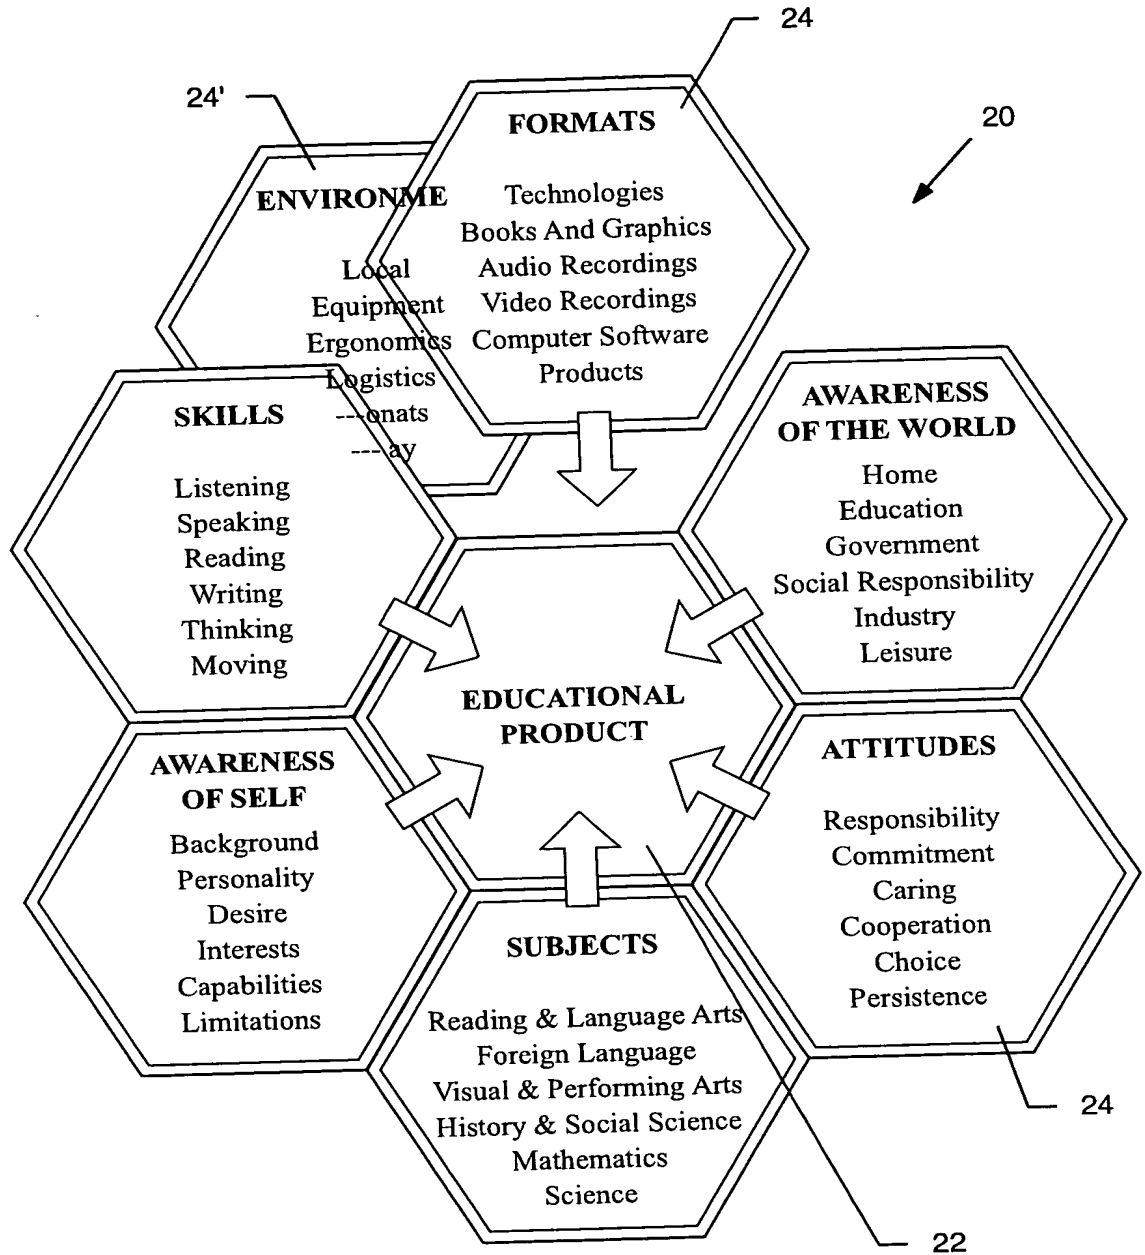 24
24'
20
FORMATS
Technologies
Books And Graphics
Audio Recordings
Video Recordings
Computer Software
Products
ENVIRONME
Local
Equipment
Ergonomics
Logistics
---onats
--- ay
SKILLS
Listening
Speaking
Reading
Writing
Thinking
Moving
AWARENESS
OF THE WORLD
Home
Education
Government
Social Responsibility
Industry
Leisure
EDUCATIONAL
PRODUCT
AWARENESS
OF SELF
Background
Personality
Desire
Interests
Capabilities
Limitations
ATTITUDES
Responsibility
Commitment
Caring
Cooperation
Choice
Persistence
24
SUBJECTS
Reading & Language Arts
Foreign Language
Visual & Performing Arts
History & Social Science
Mathematics
Science
22